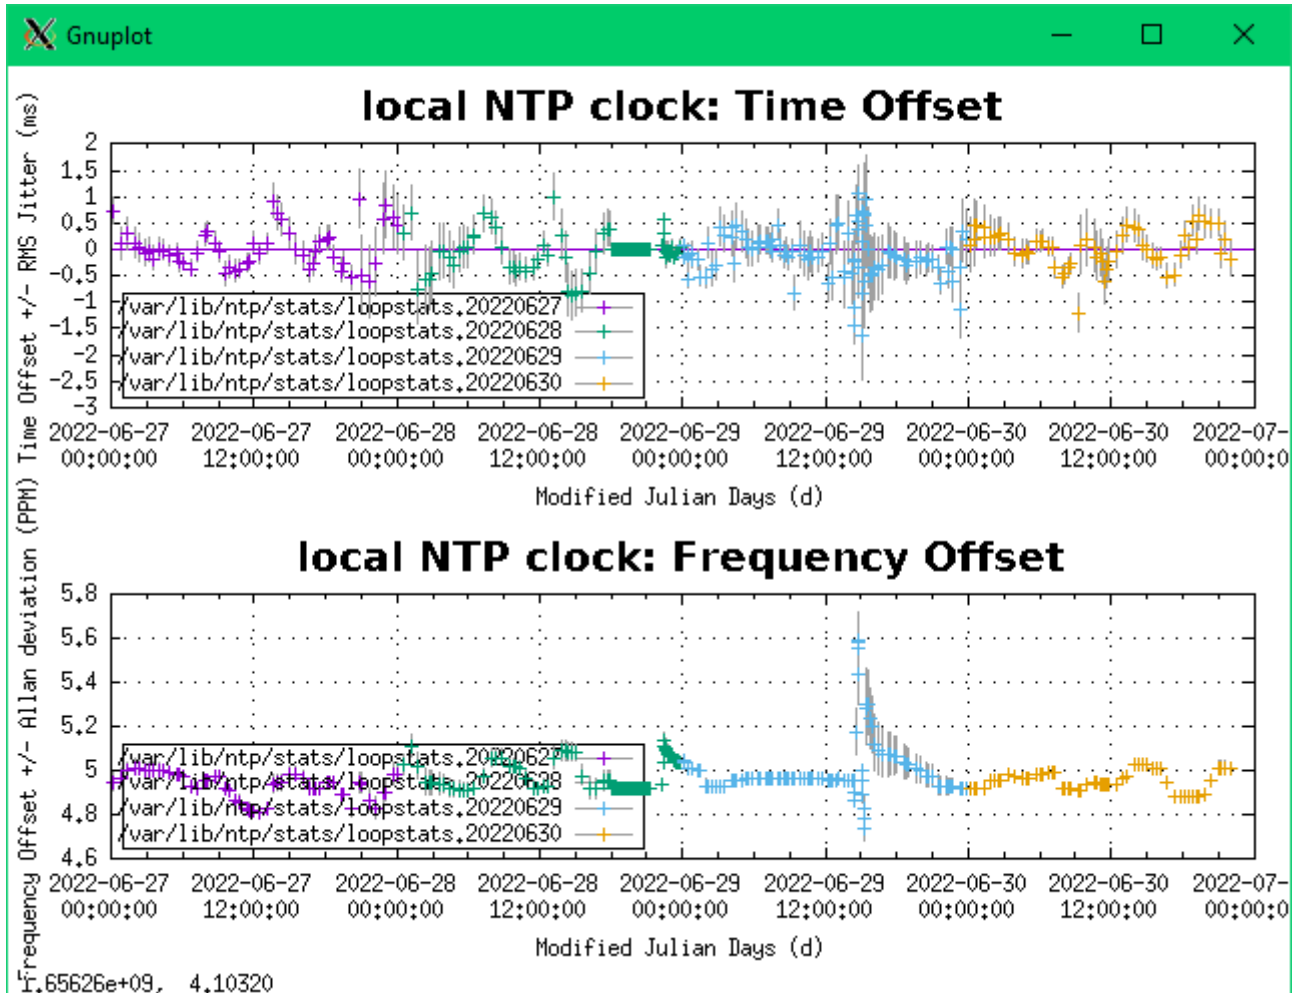 Gnuplot
local NTP clock: Time Offset
Time Offset +/- RMS Jitter (ms)
2
1.5
1
0.5
0
-0.5
-1
-1.5
-2
-2.5
-3
/var/lib/ntp/stats/loopstats.20220627
/var/lib/ntp/stats/loopstats.20220628
/var/lib/ntp/stats/loopstats.20220629
/var/lib/ntp/stats/loopstats.20220630
2022-06-27 2022-06-27 2022-06-28 2022-06-28 2022-06-29 2022-06-29 2022-06-30 2022-06-30 2022-07-
00:00:00 12:00:00 00:00:00 12:00:00 00:00:00 12:00:00 00:00:00 12:00:00 00:00:0
Modified Julian Days (d)
local NTP clock: Frequency Offset
Frequency Offset +/- Allan deviation (PPM)
5.8
5.6
5.4
5.2
5
4.8
4.6
/var/lib/ntp/stats/loopstats.20220627
/var/lib/ntp/stats/loopstats.20220628
/var/lib/ntp/stats/loopstats.20220629
/var/lib/ntp/stats/loopstats.20220630
2022-06-27 2022-06-27 2022-06-28 2022-06-28 2022-06-29 2022-06-29 2022-06-30 2022-06-30 2022-07-
00:00:00 12:00:00 00:00:00 12:00:00 00:00:00 12:00:00 00:00:00 12:00:00 00:00:0
Modified Julian Days (d)
1.65626e+09, 4.10320